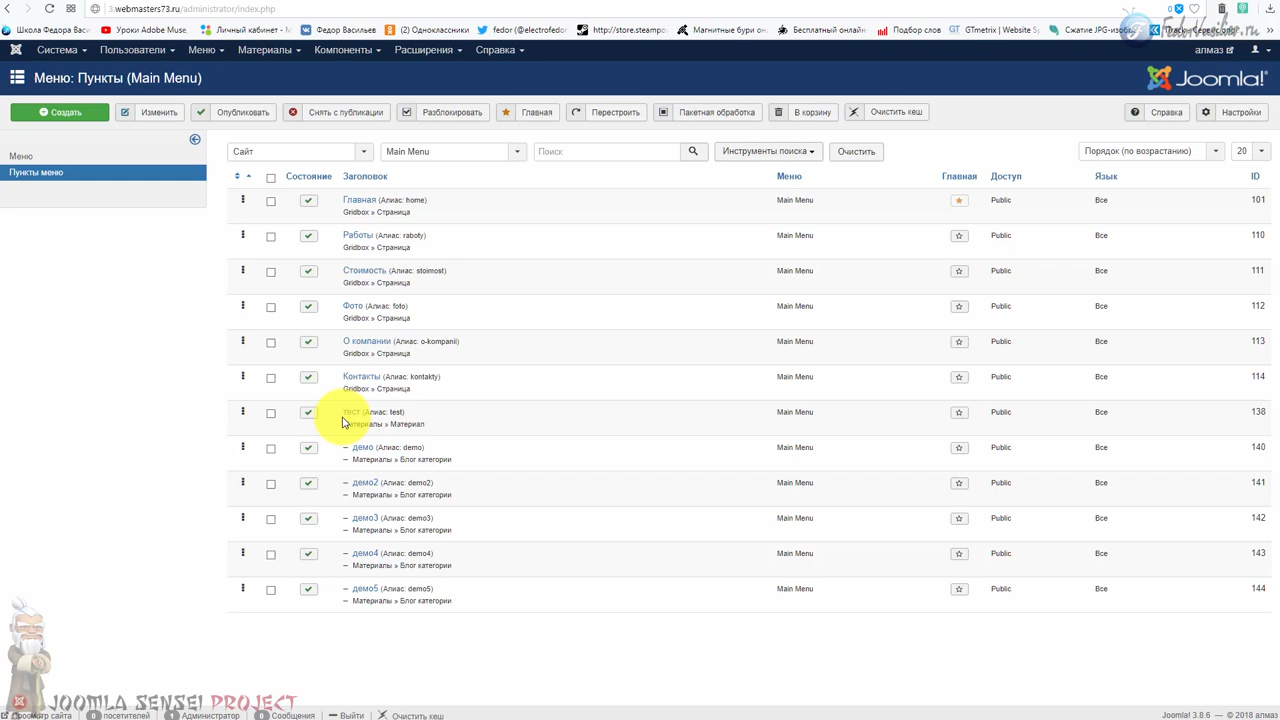 3.webmasters73.ru/administrator/index.php
0
Школа Федора Васи
Уроки Adobe Muse,
Личный кабинет - W
Федор Васильев
(2) Одноклассники
fedor (@electrofedot
http://store.steampo
Магнитные бури он
Бесплатный онлайн
Подбор слов
GTmetrix | Website S
Сжатие JPG-изобр
Система
Пользователи
Меню
Материалы
Компоненты
Расширения
Справка
алмаз
Меню: Пункты (Main Menu)
Joomla!®
Создать
Изменить
Опубликовать
Снять с публикации
Разблокировать
Главная
Перестроить
Пакетная обработка
В корзину
Очистить кеш
Справка
Настройки
Меню
Пункты меню
Сайт
Main Menu
Поиск
Инструменты поиска
Очистить
Порядок (по возрастанию)
20
Состояние Заголовок Меню Главная Доступ Язык ID
Главная (Алиас: home) Main Menu Public Все 101
Gridbox » Страница
Работы (Алиас: raboty) Main Menu Public Все 110
Gridbox » Страница
Стоимость (Алиас: stoimost) Main Menu Public Все 111
Gridbox » Страница
Фото (Алиас: foto) Main Menu Public Все 112
Gridbox » Страница
О компании (Алиас: o-kompanii) Main Menu Public Все 113
Gridbox » Страница
Контакты (Алиас: kontakty) Main Menu Public Все 114
Gridbox » Страница
тест (Алиас: test) Main Menu Public Все 138
Материалы » Материал
– демо (Алиас: demo) Main Menu Public Все 140
– Материалы » Блог категории
– демо2 (Алиас: demo2) Main Menu Public Все 141
– Материалы » Блог категории
– демо3 (Алиас: demo3) Main Menu Public Все 142
– Материалы » Блог категории
– демо4 (Алиас: demo4) Main Menu Public Все 143
– Материалы » Блог категории
– демо5 (Алиас: demo5) Main Menu Public Все 144
– Материалы » Блог категории
JOOMLA SENSEI PROJECT
Просмотр сайта
0 посетителей
1 Администратор
0 Сообщения
Выйти
Очистить кеш
Joomla! 3.8.6 — © 2018 алмаз